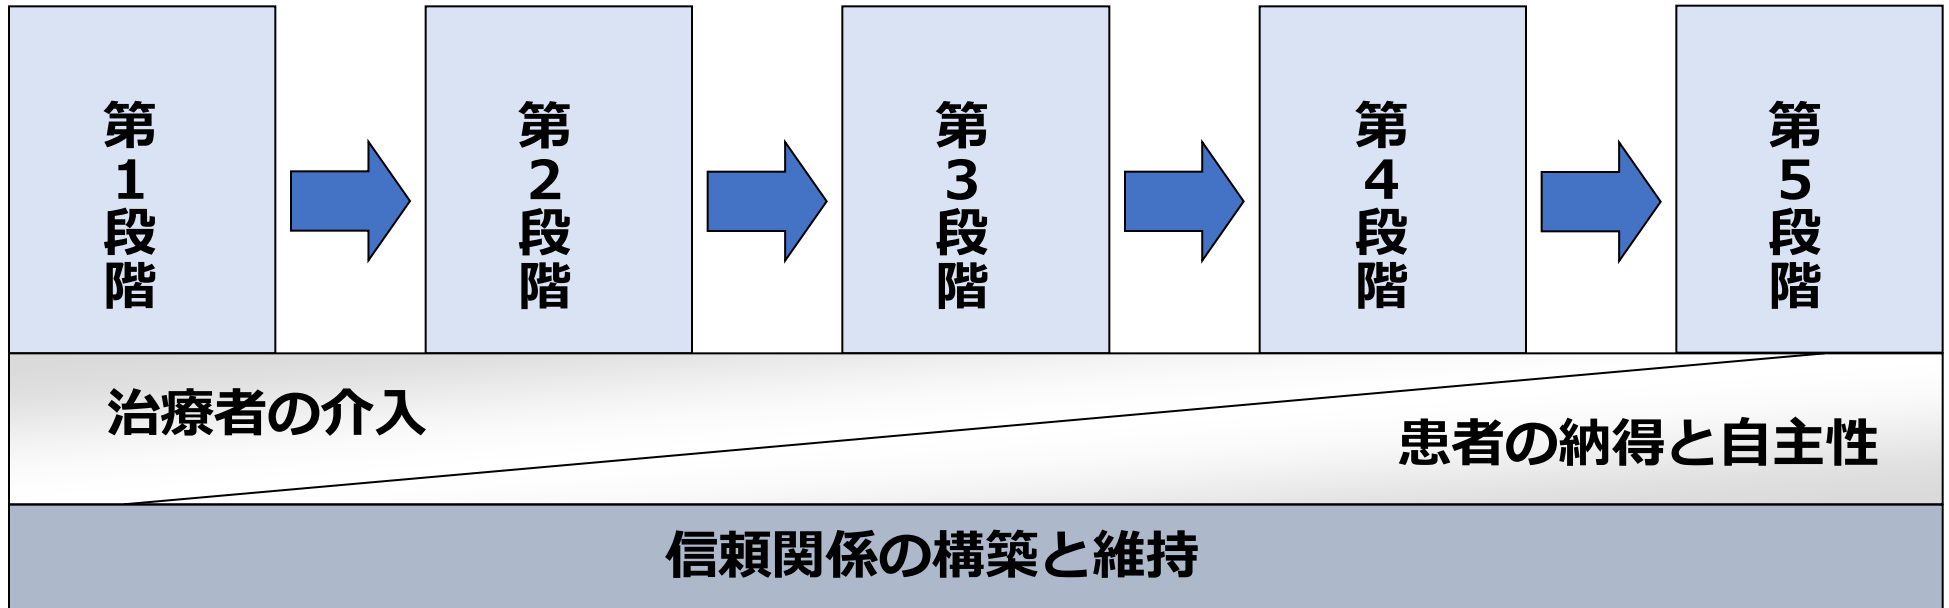 第1段階
第2段階
第3段階
第4段階
第5段階
治療者の介入
患者の納得と自主性
信頼関係の構築と維持